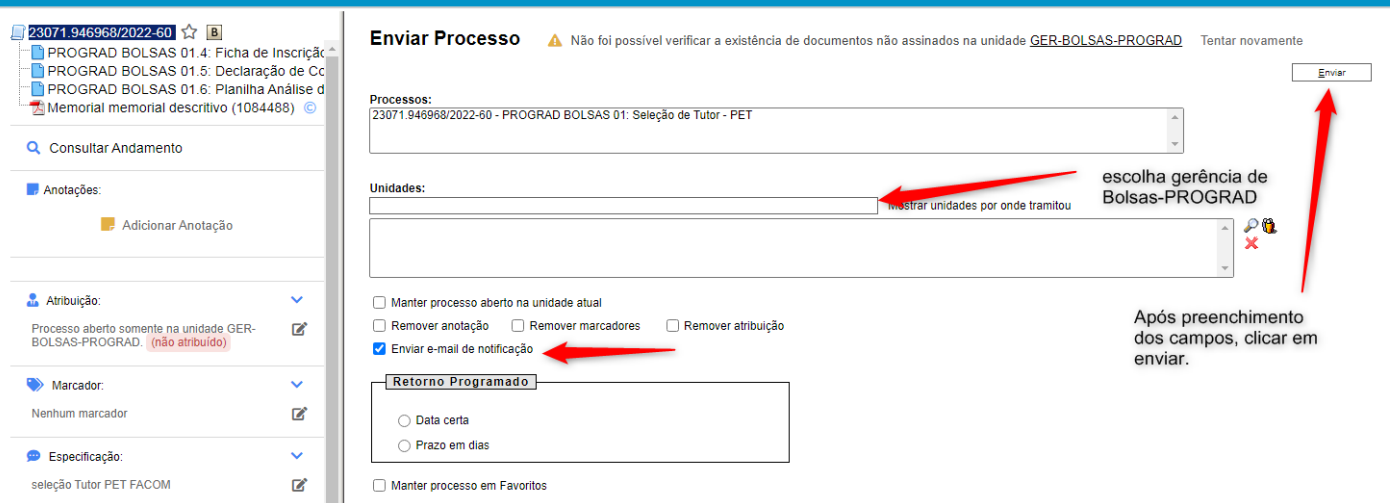 23071.946968/2022-60
PROGRAD BOLSAS 01.4: Ficha de Inscriçã
PROGRAD BOLSAS 01.5: Declaração de Co
PROGRAD BOLSAS 01.6: Planilha Análise d
Memorial memorial descritivo (1084488)
Consultar Andamento
Anotações:
Adicionar Anotação
Atribuição:
Processo aberto somente na unidade GER-
BOLSAS-PROGRAD. (não atribuído)
Marcador:
Nenhum marcador
Especificação:
seleção Tutor PET FACOM
Enviar Processo Não foi possível verificar a existência de documentos não assinados na unidade GER-BOLSAS-PROGRAD Tentar novamente
Enviar
Processos:
23071.946968/2022-60 - PROGRAD BOLSAS 01: Seleção de Tutor - PET
Unidades:
Mostrar unidades por onde tramitou
escolha gerência de
Bolsas-PROGRAD
Manter processo aberto na unidade atual
Remover anotação Remover marcadores Remover atribuição
Enviar e-mail de notificação
Após preenchimento
dos campos, clicar em
enviar.
Retorno Programado
Data certa
Prazo em dias
Manter processo em Favoritos